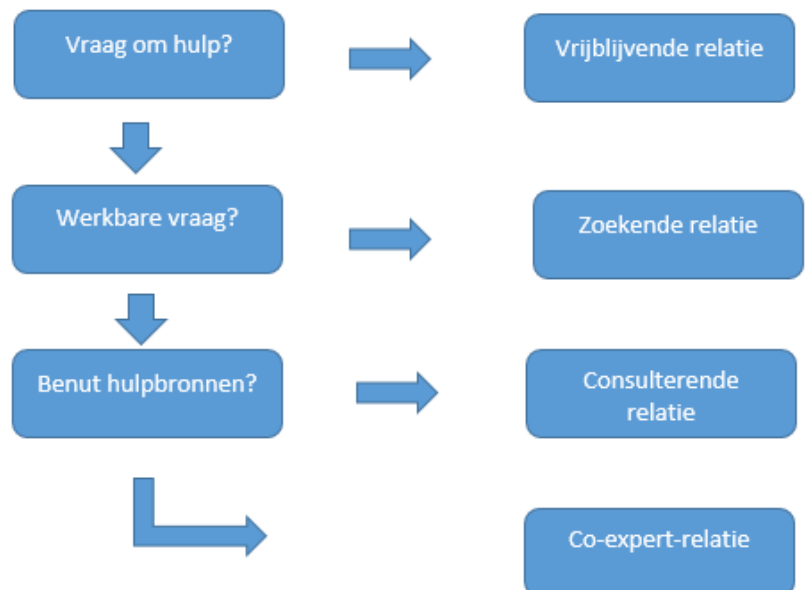 Vraag om hulp?
Vrijblijvende relatie
Werkbare vraag?
Zoekende relatie
Benut hulpbronnen?
Consulterende
relatie
Co-expert-relatie